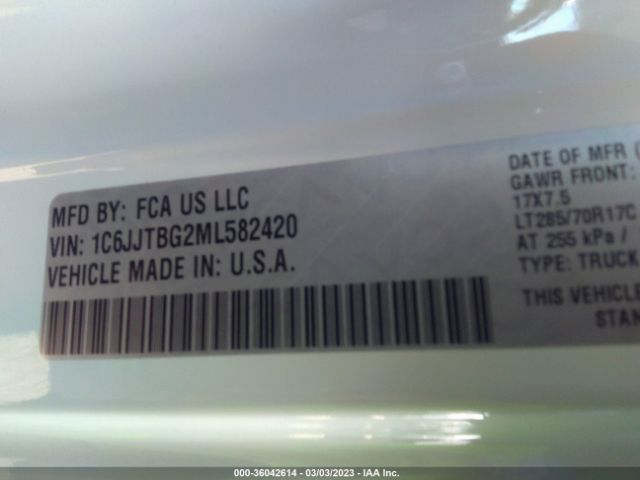 MFD BY: FCA US LLC
VIN: 1C6JJTBG2ML582420
VEHICLE MADE IN: U.S.A.
DATE OF MFR (
GAWR FRONT:
17X7.5
LT285/70R17C
AT 255 kPa /
TYPE: TRUCK
THIS VEHICLE
STAN
000-36042614 - 03/03/2023 - IAA Inc.